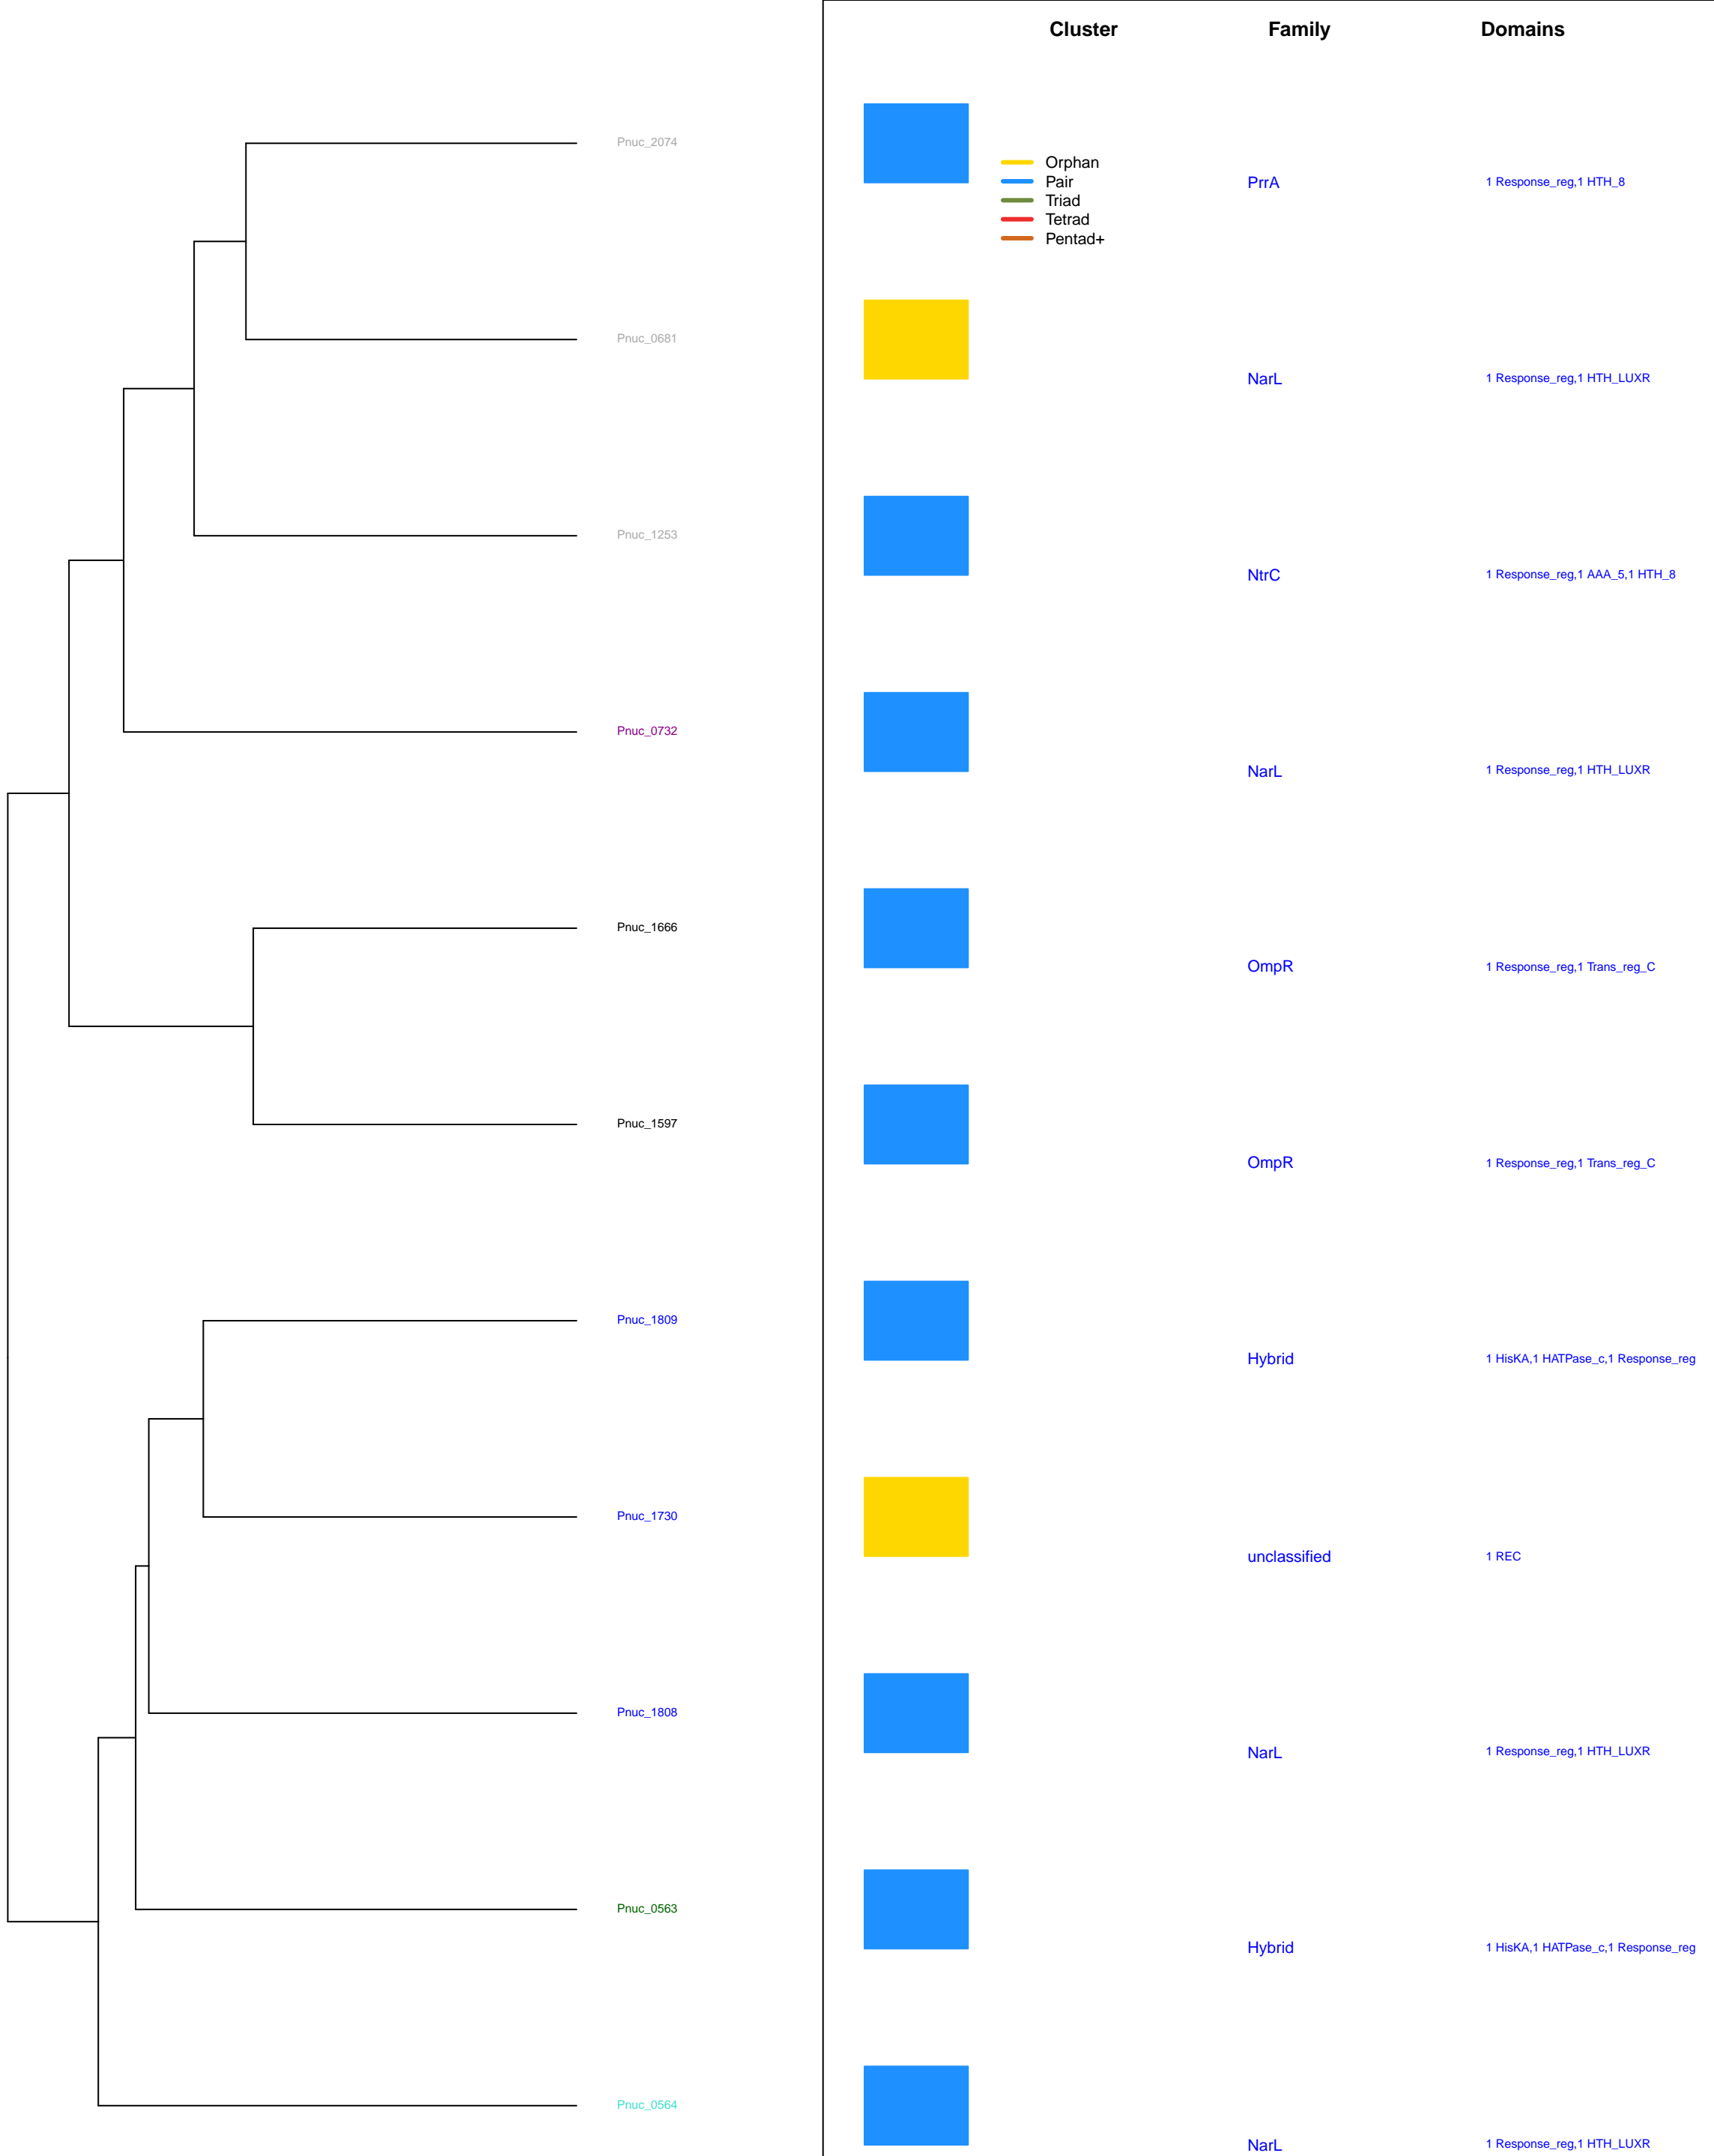 Cluster Family Domains
Pnuc_2074
Orphan
Pair
Triad
Tetrad
Pentad+
PrrA 1 Response_reg,1 HTH_8
Pnuc_0681
NarL 1 Response_reg,1 HTH_LUXR
Pnuc_1253
NtrC 1 Response_reg,1 AAA_5,1 HTH_8
Pnuc_0732
NarL 1 Response_reg,1 HTH_LUXR
Pnuc_1666
OmpR 1 Response_reg,1 Trans_reg_C
Pnuc_1597
OmpR 1 Response_reg,1 Trans_reg_C
Pnuc_1809
Hybrid 1 HisKA,1 HATPase_c,1 Response_reg
Pnuc_1730
unclassified 1 REC
Pnuc_1808
NarL 1 Response_reg,1 HTH_LUXR
Pnuc_0563
Hybrid 1 HisKA,1 HATPase_c,1 Response_reg
Pnuc_0564
NarL 1 Response_reg,1 HTH_LUXR